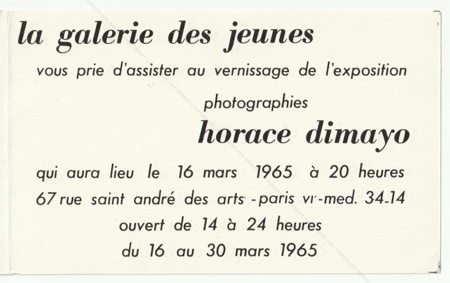 la galerie des jeunes
vous prie d'assister au vernissage de l'exposition
photographies
horace dimayo
qui aura lieu le 16 mars 1965 à 20 heures
67 rue saint andré des arts - paris vi - med. 34-14
ouvert de 14 à 24 heures
du 16 au 30 mars 1965